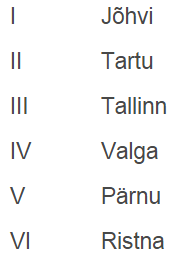 I Jõhvi
II Tartu
III Tallinn
IV Valga
V Pärnu
VI Ristna